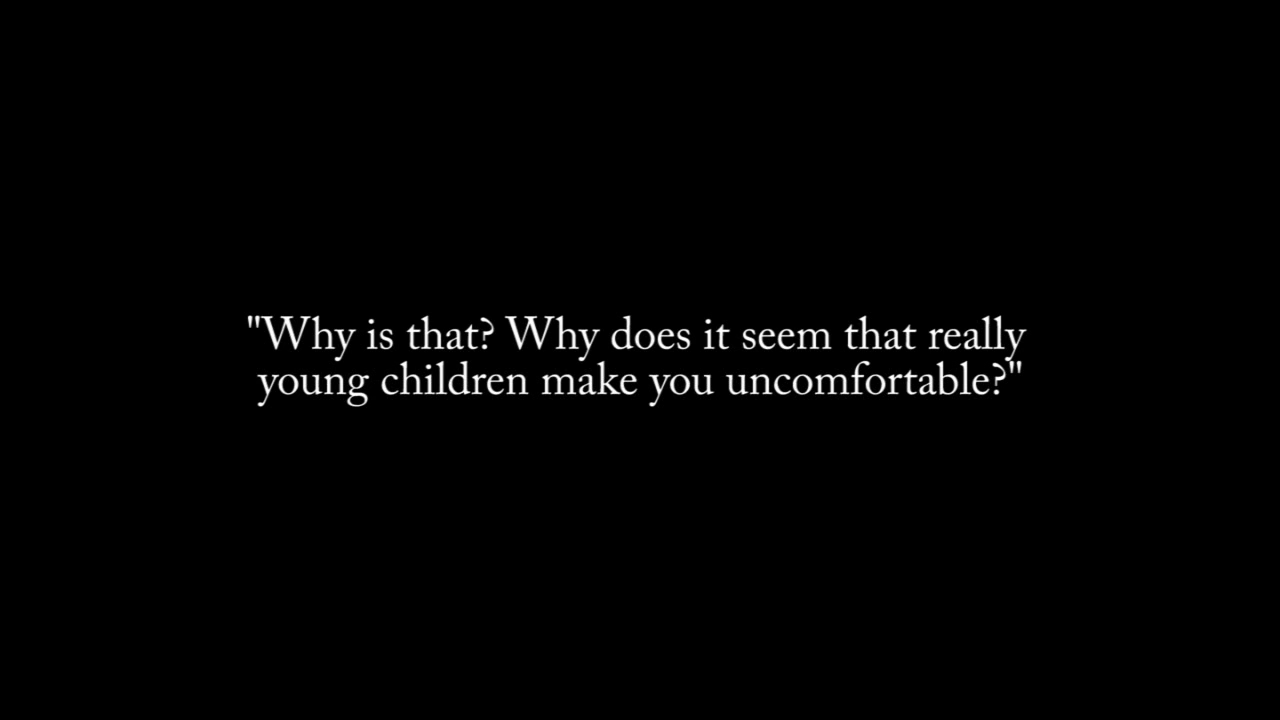 "Why is that? Why does it seem that really
young children make you uncomfortable?"